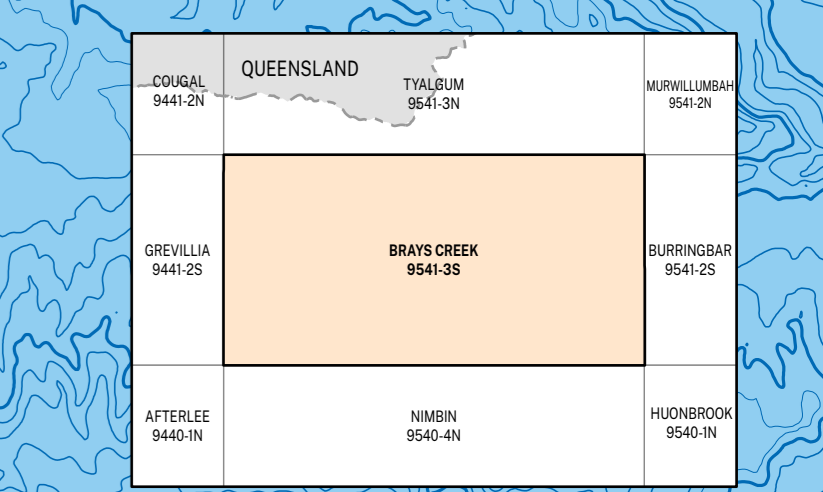 QUEENSLAND
COUGAL
9441-2N
TYALGUM
9541-3N
MURWILLUMBAH
9541-2N
GREVILLIA
9441-2S
BRAYS CREEK
9541-3S
BURRINGBAR
9541-2S
AFTERLEE
9440-1N
NIMBIN
9540-4N
HUONBROOK
9540-1N